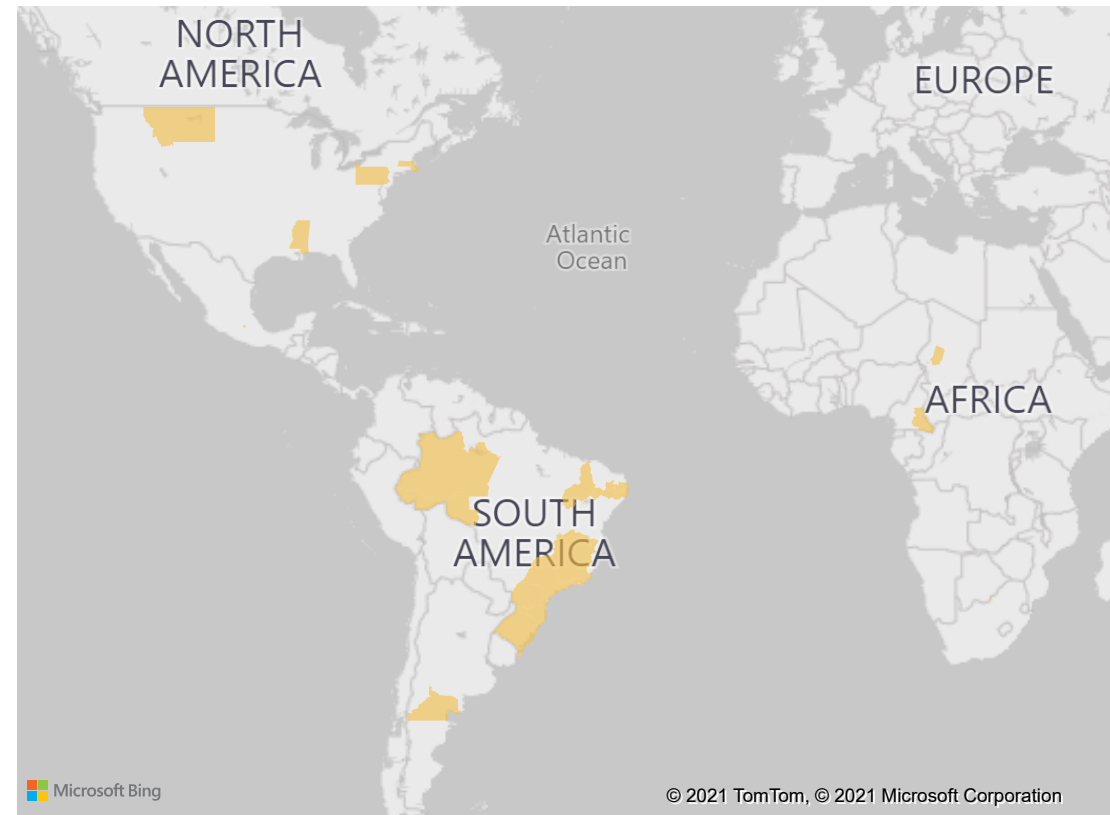 NORTH
AMERICA
EUROPE
Atlantic
Ocean
AFRICA
SOUTH
AMERICA
Microsoft Bing
© 2021 TomTom, © 2021 Microsoft Corporation